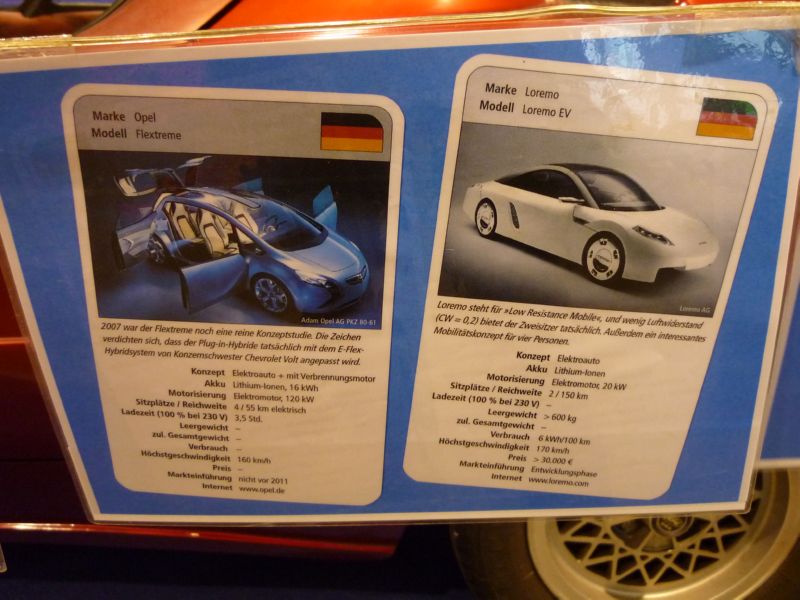 Marke Opel
Modell Flextreme
Adam Opel AG PKZ 80-61
2007 war der Flextreme noch eine reine Konzeptstudie. Die Zeichen
verdichten sich, dass der Plug-in-Hybride tatsächlich mit dem E-Flex-
Hybridsystem von Konzernschwester Chevrolet Volt angepasst wird.
Konzept Elektroauto + mit Verbrennungsmotor
Akku Lithium-Ionen, 16 kWh
Motorisierung Elektromotor, 120 kW
Sitzplätze / Reichweite 4 / 55 km elektrisch
Ladezeit (100 % bei 230 V) 3,5 Std.
Leergewicht –
zul. Gesamtgewicht –
Verbrauch –
Höchstgeschwindigkeit 160 km/h
Preis –
Markteinführung nicht vor 2011
Internet www.opel.de
Marke Loremo
Modell Loremo EV
Loremo AG
Loremo steht für »Low Resistance Mobile«, und wenig Luftwiderstand
(CW = 0,2) bietet der Zweisitzer tatsächlich. Außerdem ein interessantes
Mobilitätskonzept für vier Personen.
Konzept Elektroauto
Akku Lithium-Ionen
Motorisierung Elektromotor, 20 kW
Sitzplätze / Reichweite 2 / 150 km
Ladezeit (100 % bei 230 V) –
Leergewicht > 600 kg
zul. Gesamtgewicht –
Verbrauch 6 kWh/100 km
Höchstgeschwindigkeit 170 km/h
Preis > 30.000 €
Markteinführung Entwicklungsphase
Internet www.loremo.com